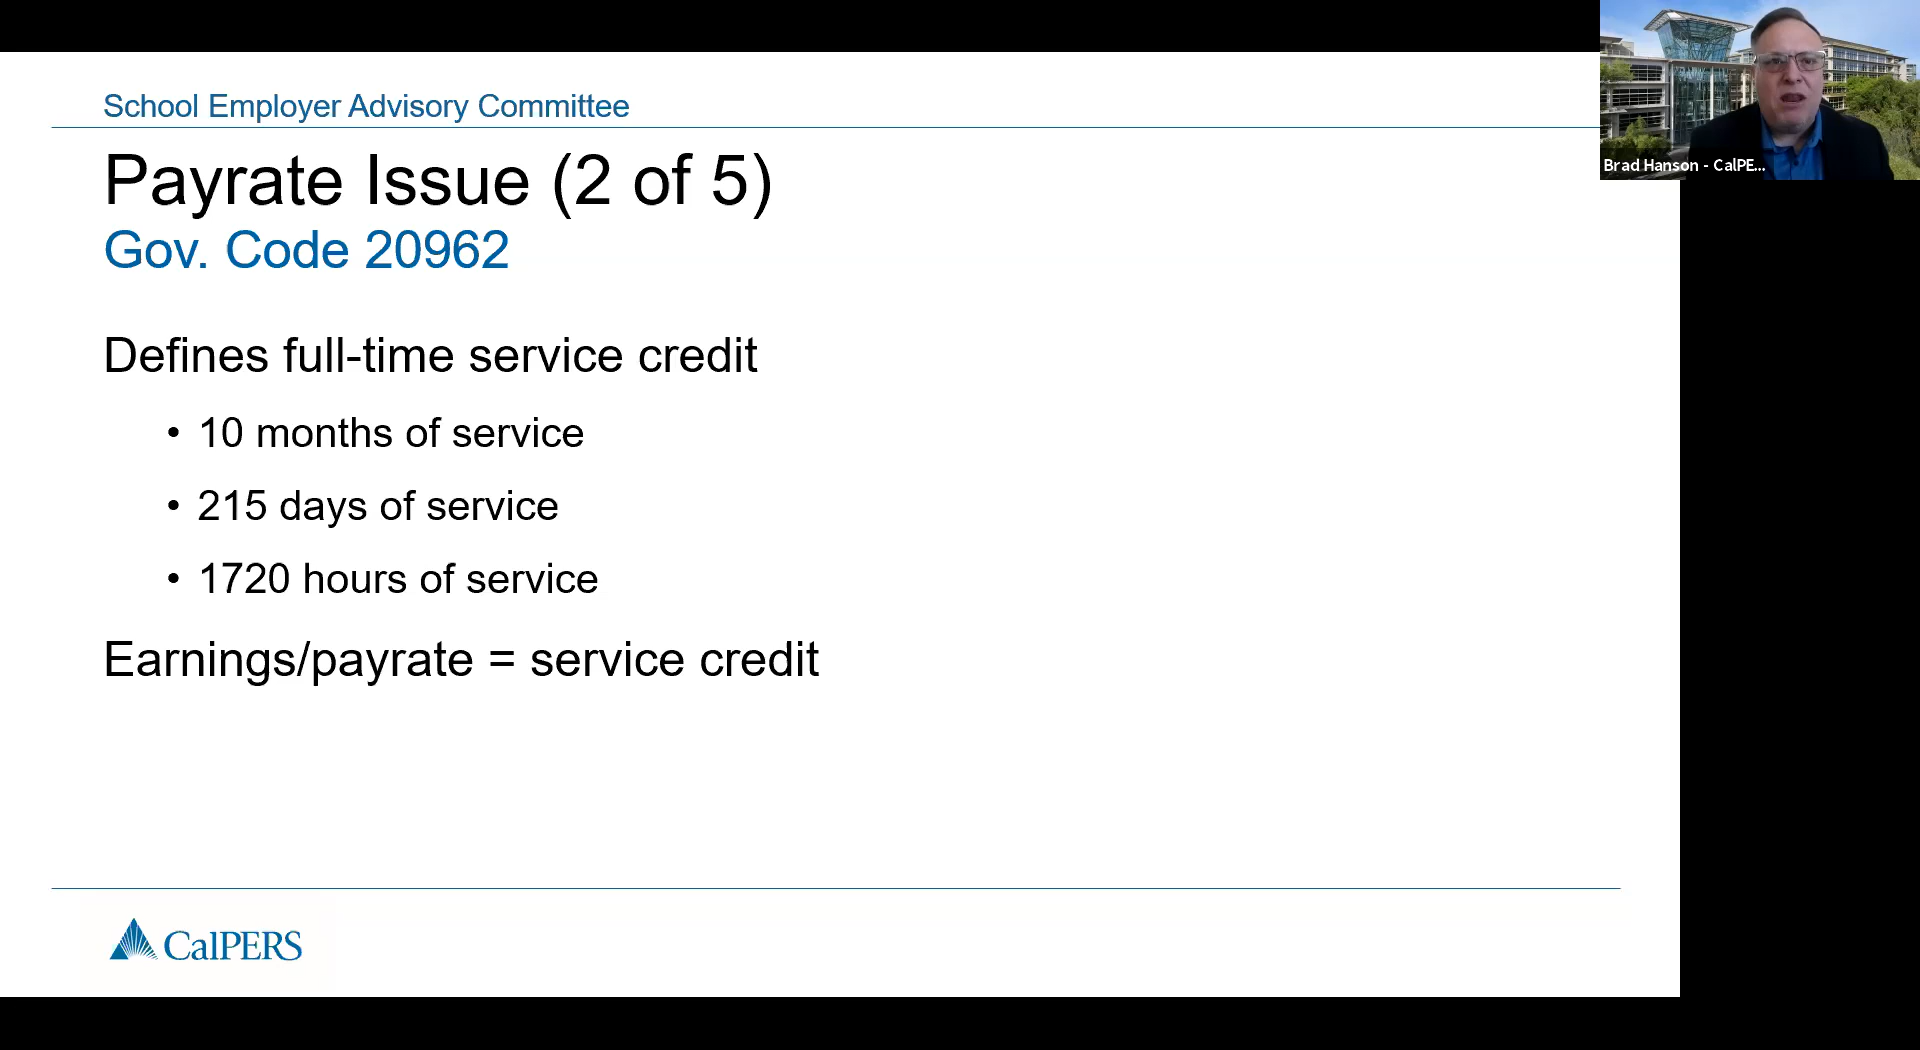 School Employer Advisory Committee
Payrate Issue (2 of 5)
Gov. Code 20962
Defines full-time service credit
• 10 months of service
• 215 days of service
• 1720 hours of service
Earnings/payrate = service credit
CalPERS
Brad Hanson - CalPE...